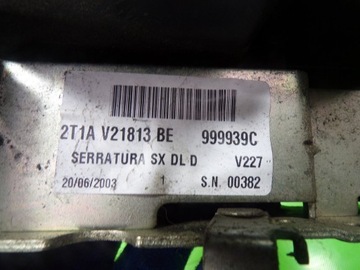 2T1A V21813 BE 999939C
SERRATURA SX DL D V227
20/06/2003 1 S.N. 00382